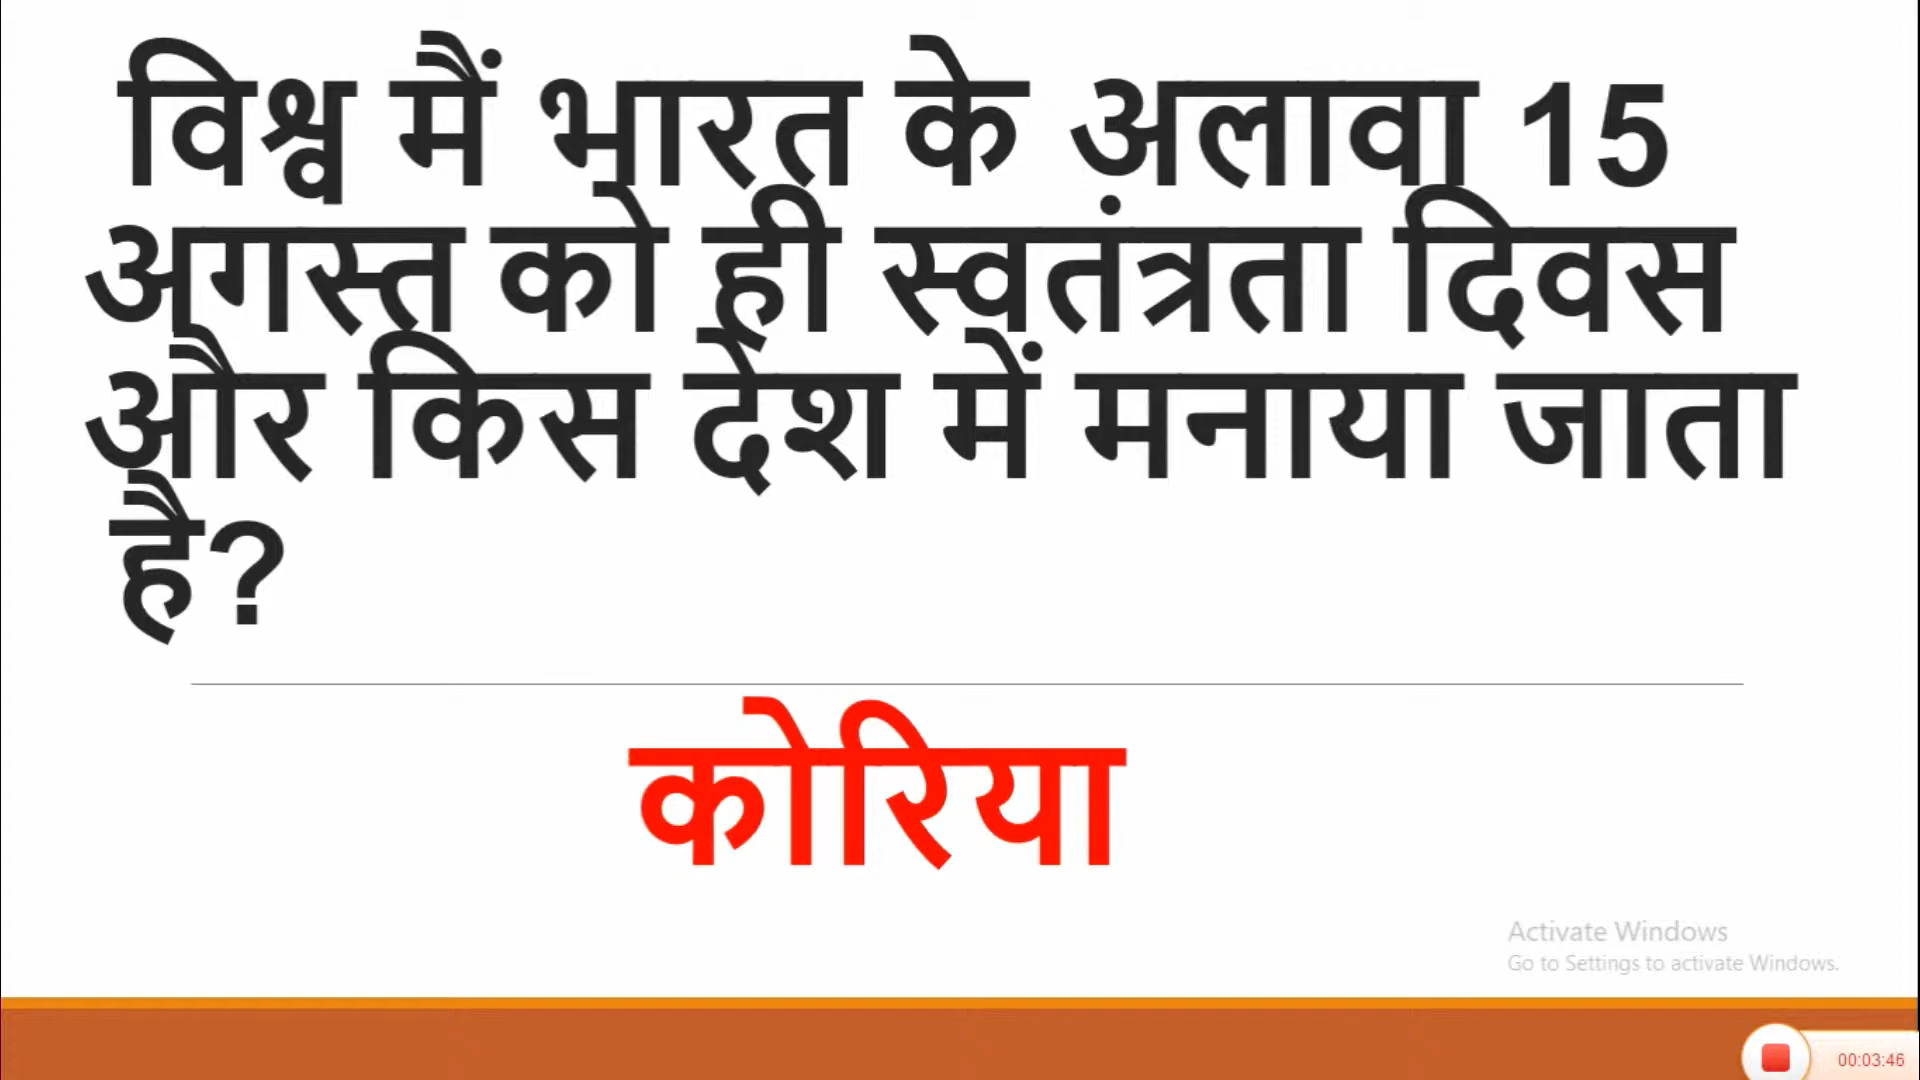 विश्व मैं भारत के अलावा 15
अगस्त को ही स्वतंत्रता दिवस
और किस देश में मनाया जाता
है?
कोरिया
Activate Windows
Go to Settings to activate Windows.
00:03:46